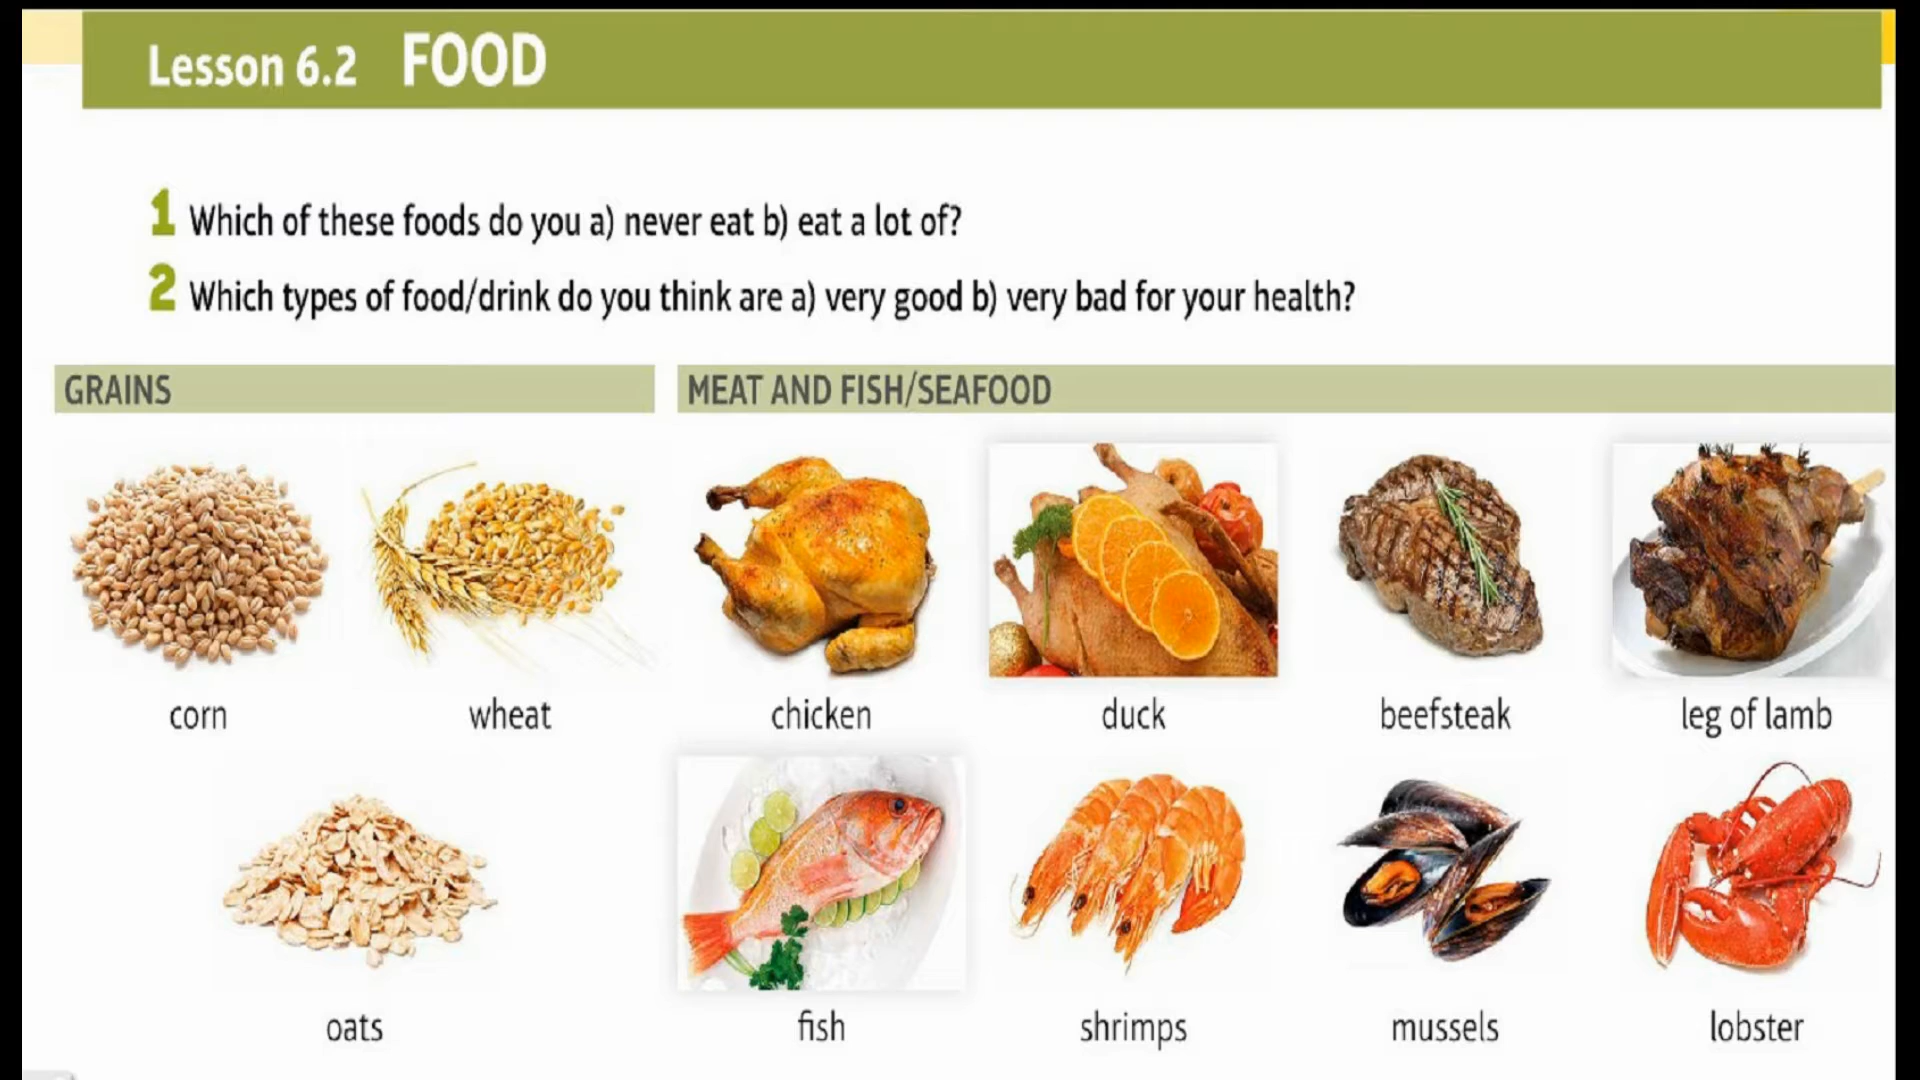 Lesson 6.2 FOOD
1 Which of these foods do you a) never eat b) eat a lot of?
2 Which types of food/drink do you think are a) very good b) very bad for your health?
GRAINS
MEAT AND FISH/SEAFOOD
corn
wheat
chicken
duck
beefsteak
leg of lamb
oats
fish
shrimps
mussels
lobster